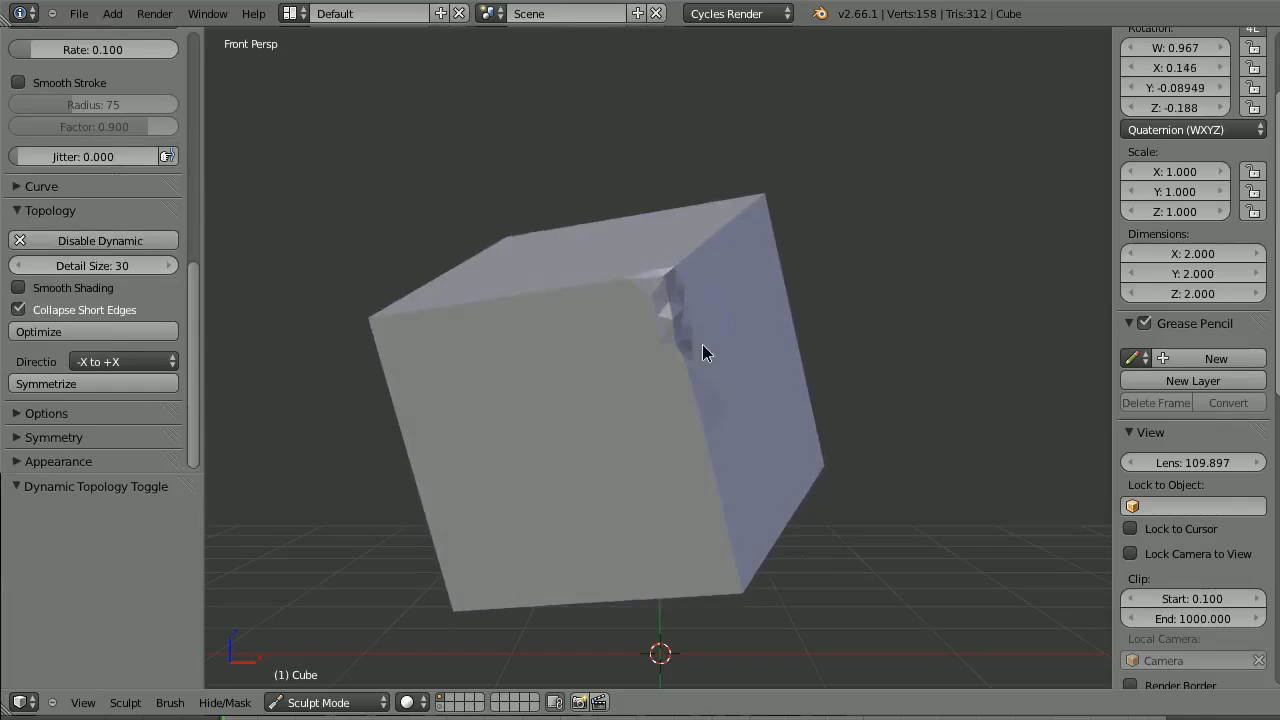 File Add Render Window Help Default Scene Cycles Render v2.66.1 | Verts:158 | Tris:312 | Cube
Rate: 0.100
Smooth Stroke
Radius: 75
Factor: 0.900
Jitter: 0.000
Curve
Topology
Disable Dynamic
Detail Size: 30
Smooth Shading
Collapse Short Edges
Optimize
Directio -X to +X
Symmetrize
Options
Symmetry
Appearance
Dynamic Topology Toggle
Front Persp
Z
X
(1) Cube
Rotation:
4L
W: 0.967
X: 0.146
Y: -0.08949
Z: -0.188
Quaternion (WXYZ)
Scale:
X: 1.000
Y: 1.000
Z: 1.000
Dimensions:
X: 2.000
Y: 2.000
Z: 2.000
Grease Pencil
New
New Layer
Delete Frame Convert
View
Lens: 109.897
Lock to Object:
Lock to Cursor
Lock Camera to View
Clip:
Start: 0.100
End: 1000.000
Local Camera:
Camera
Render Border
View Sculpt Brush Hide/Mask Sculpt Mode